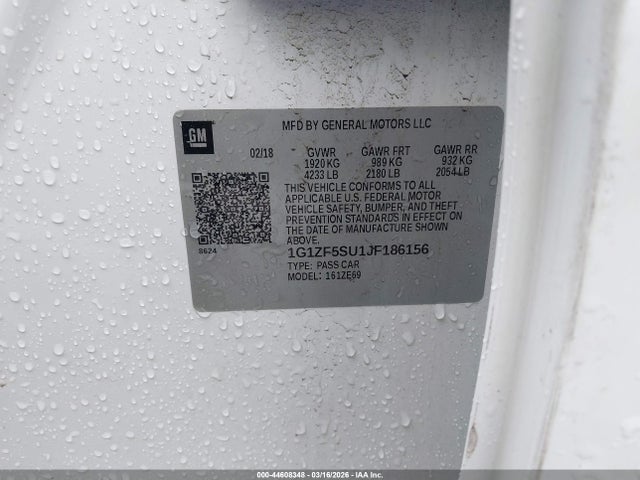 GM
MFD BY GENERAL MOTORS LLC
02/18 GVWR GAWR FRT GAWR RR
1920 KG 989 KG 932 KG
4233 LB 2180 LB 2054 LB
THIS VEHICLE CONFORMS TO ALL
APPLICABLE U.S. FEDERAL MOTOR
VEHICLE SAFETY, BUMPER, AND THEFT
PREVENTION STANDARDS IN EFFECT ON
THE DATE OF MANUFACTURE SHOWN
ABOVE.
8624
1G1ZF5SU1JF186156
TYPE: PASS CAR
MODEL: 161ZE69
000-44608348 - 03/16/2026 - IAA Inc.